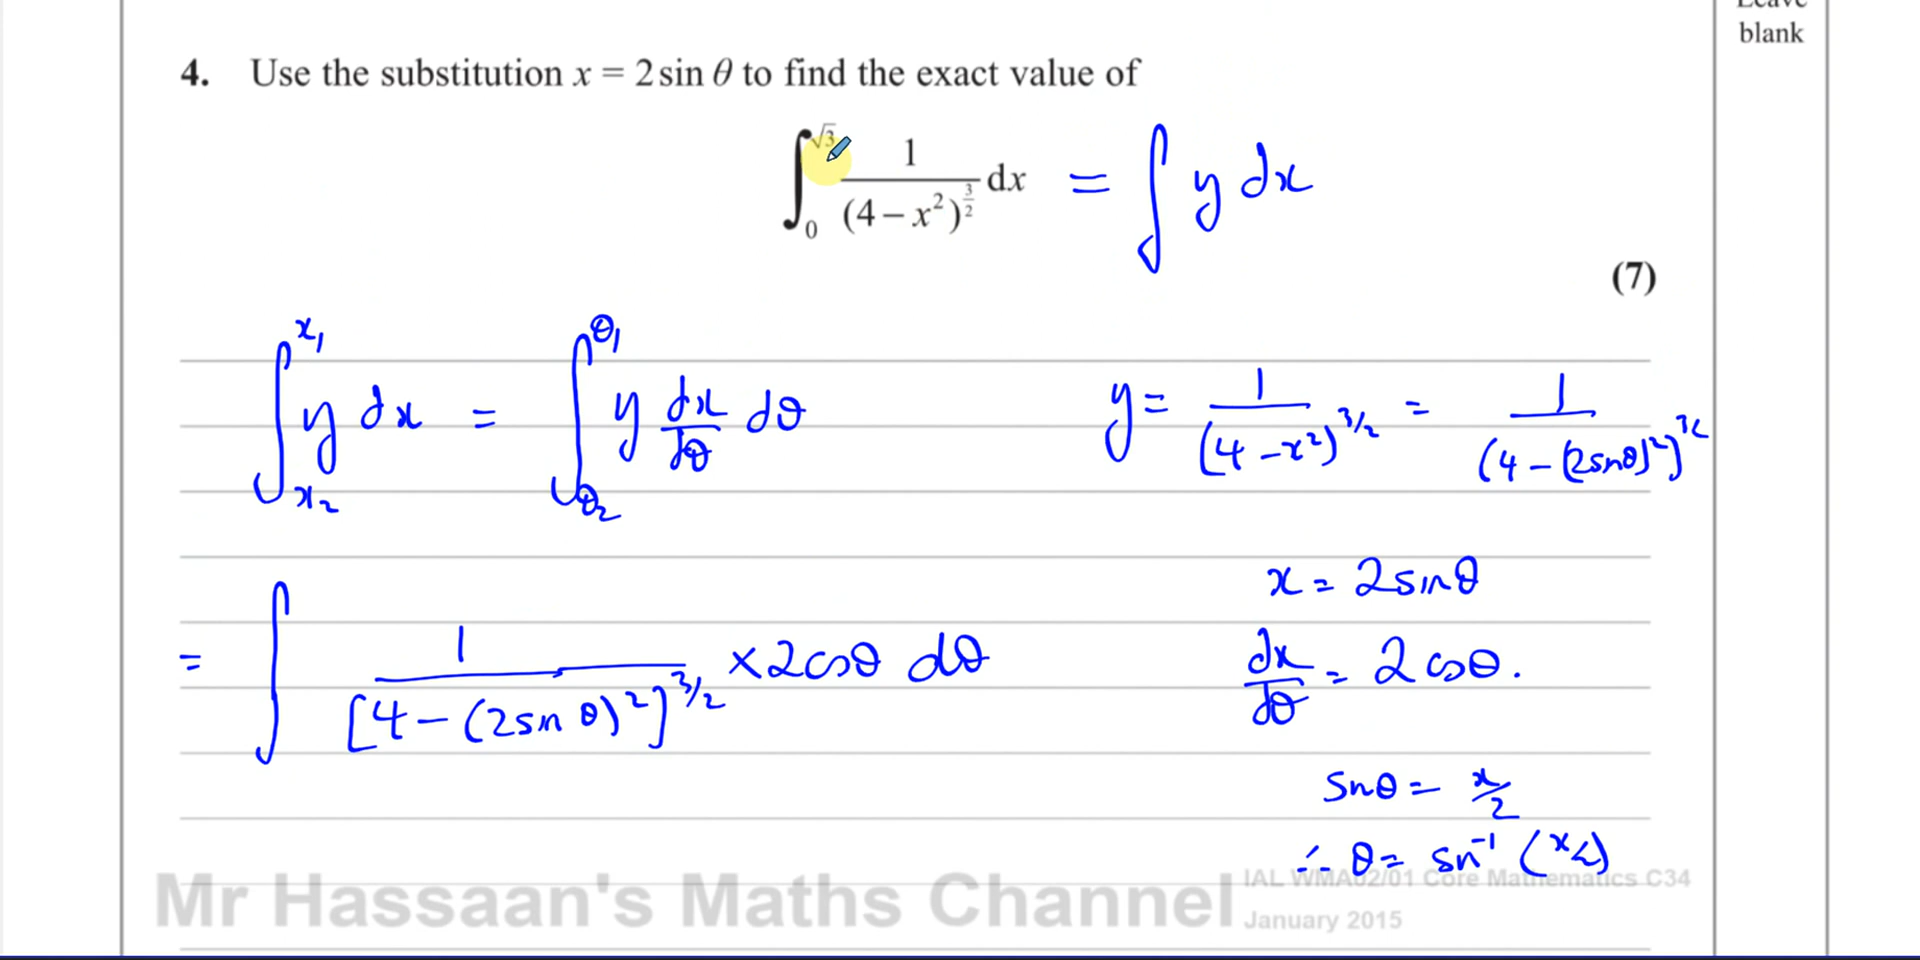 Leave
blank
4. Use the substitution x = 2 sin θ to find the exact value of
∫₀^√3 1/(4 – x²)^(3/2) dx = ∫ y dx
(7)
∫_{x₂}^{x₁} y dx = ∫_{θ₂}^{θ₁} y dx/dθ dθ
y = 1/(4 – x²)^(3/2) = 1/(4 – (2sinθ)²)^(3/2)
= ∫ 1/[4 – (2sin θ)²]^(3/2) × 2cosθ dθ
x = 2sinθ
dx/dθ = 2cosθ.
sinθ = x/2
∴ θ = sin⁻¹ (x/2)
Mr Hassaan's Maths Channel
IAL WMA02/01 Core Mathematics C34
January 2015